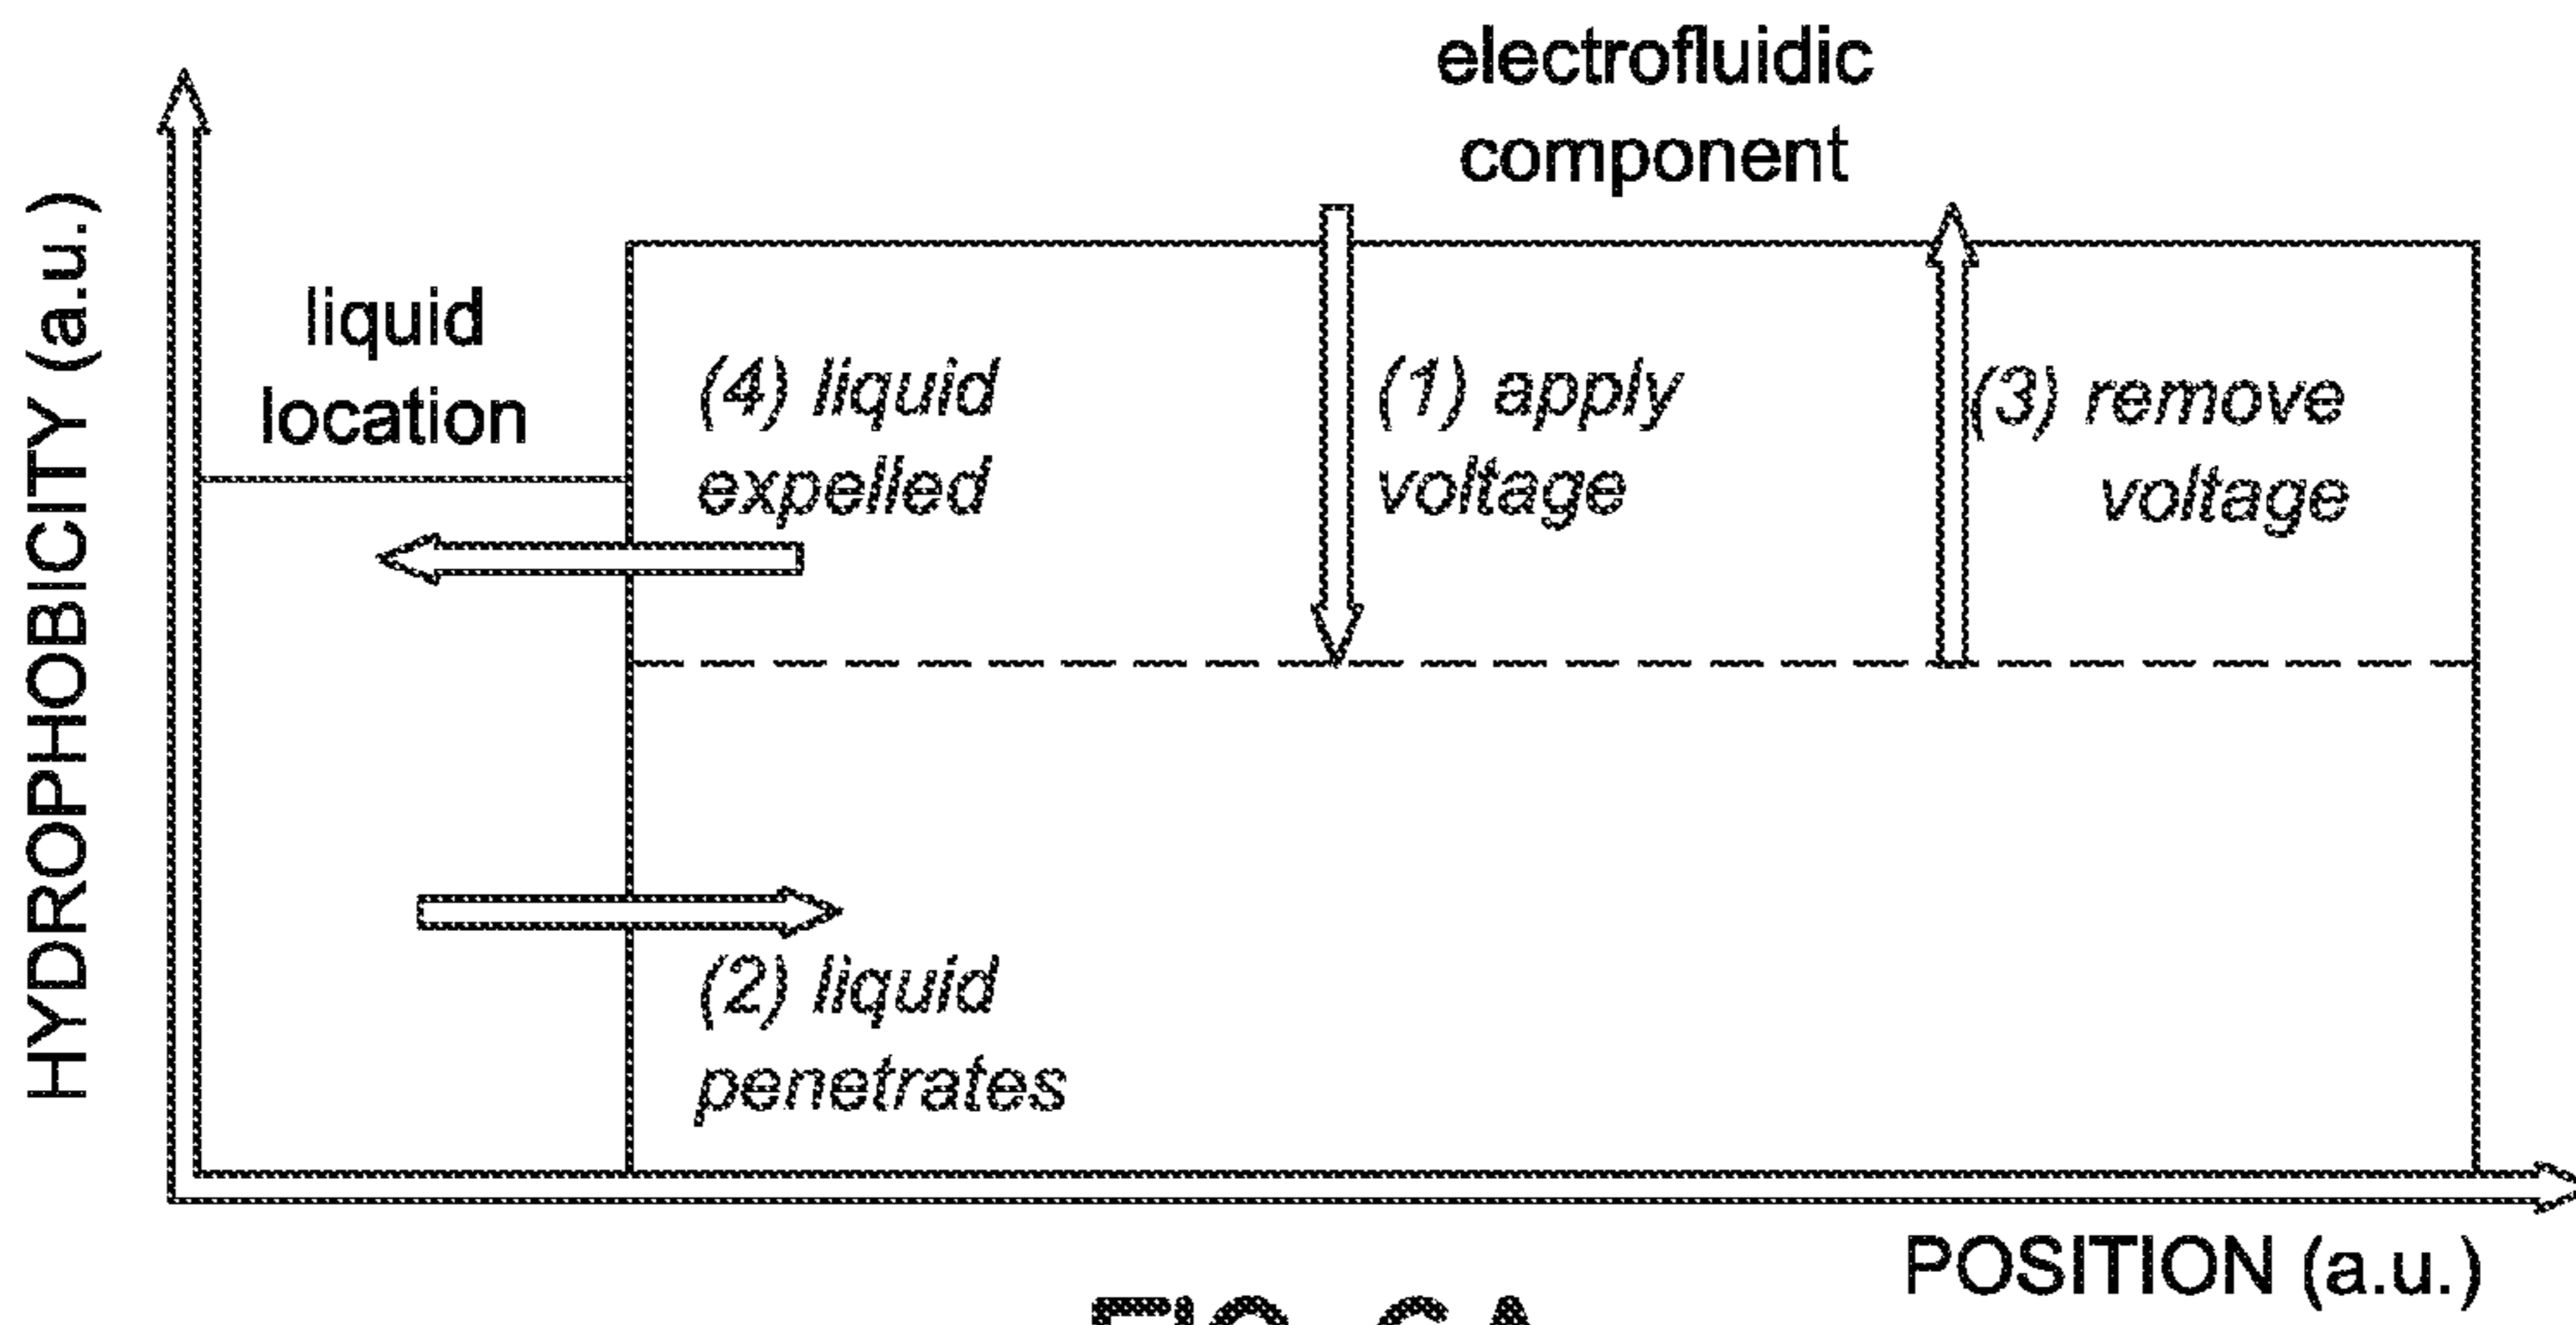 electrofluidic
component
HYDROPHOBICITY (a.u.)
liquid
location
(4) liquid
expelled
(1) apply
voltage
(3) remove
voltage
(2) liquid
penetrates
POSITION (a.u.)